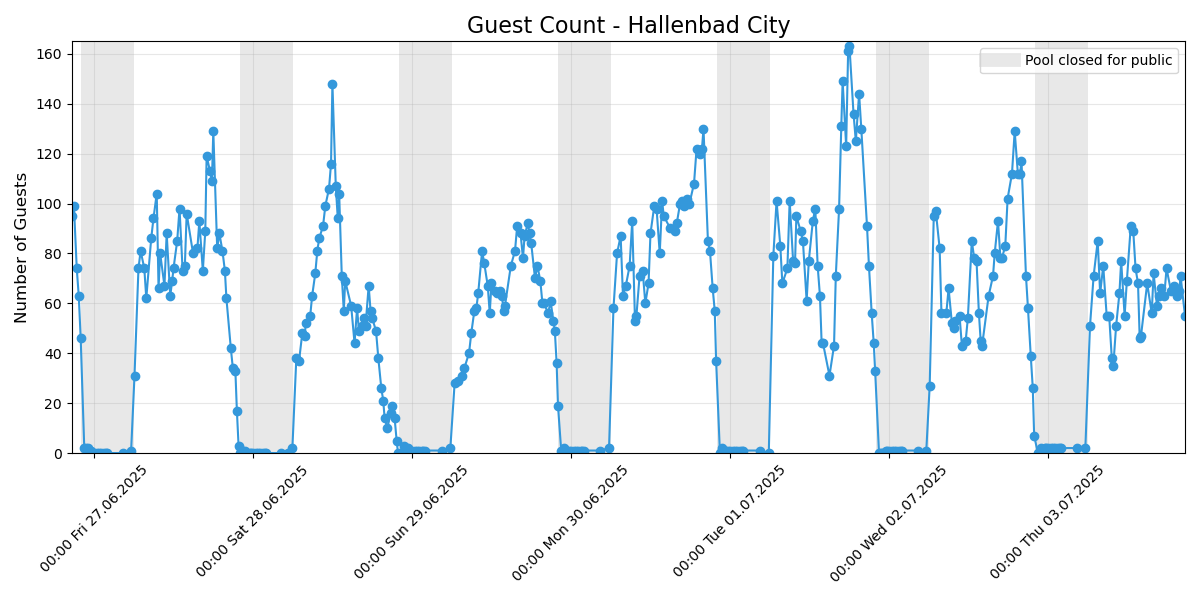 Guest Count - Hallenbad City
Pool closed for public
Number of Guests
160
140
120
100
80
60
40
20
0
00:00 Fri 27.06.2025
00:00 Sat 28.06.2025
00:00 Sun 29.06.2025
00:00 Mon 30.06.2025
00:00 Tue 01.07.2025
00:00 Wed 02.07.2025
00:00 Thu 03.07.2025